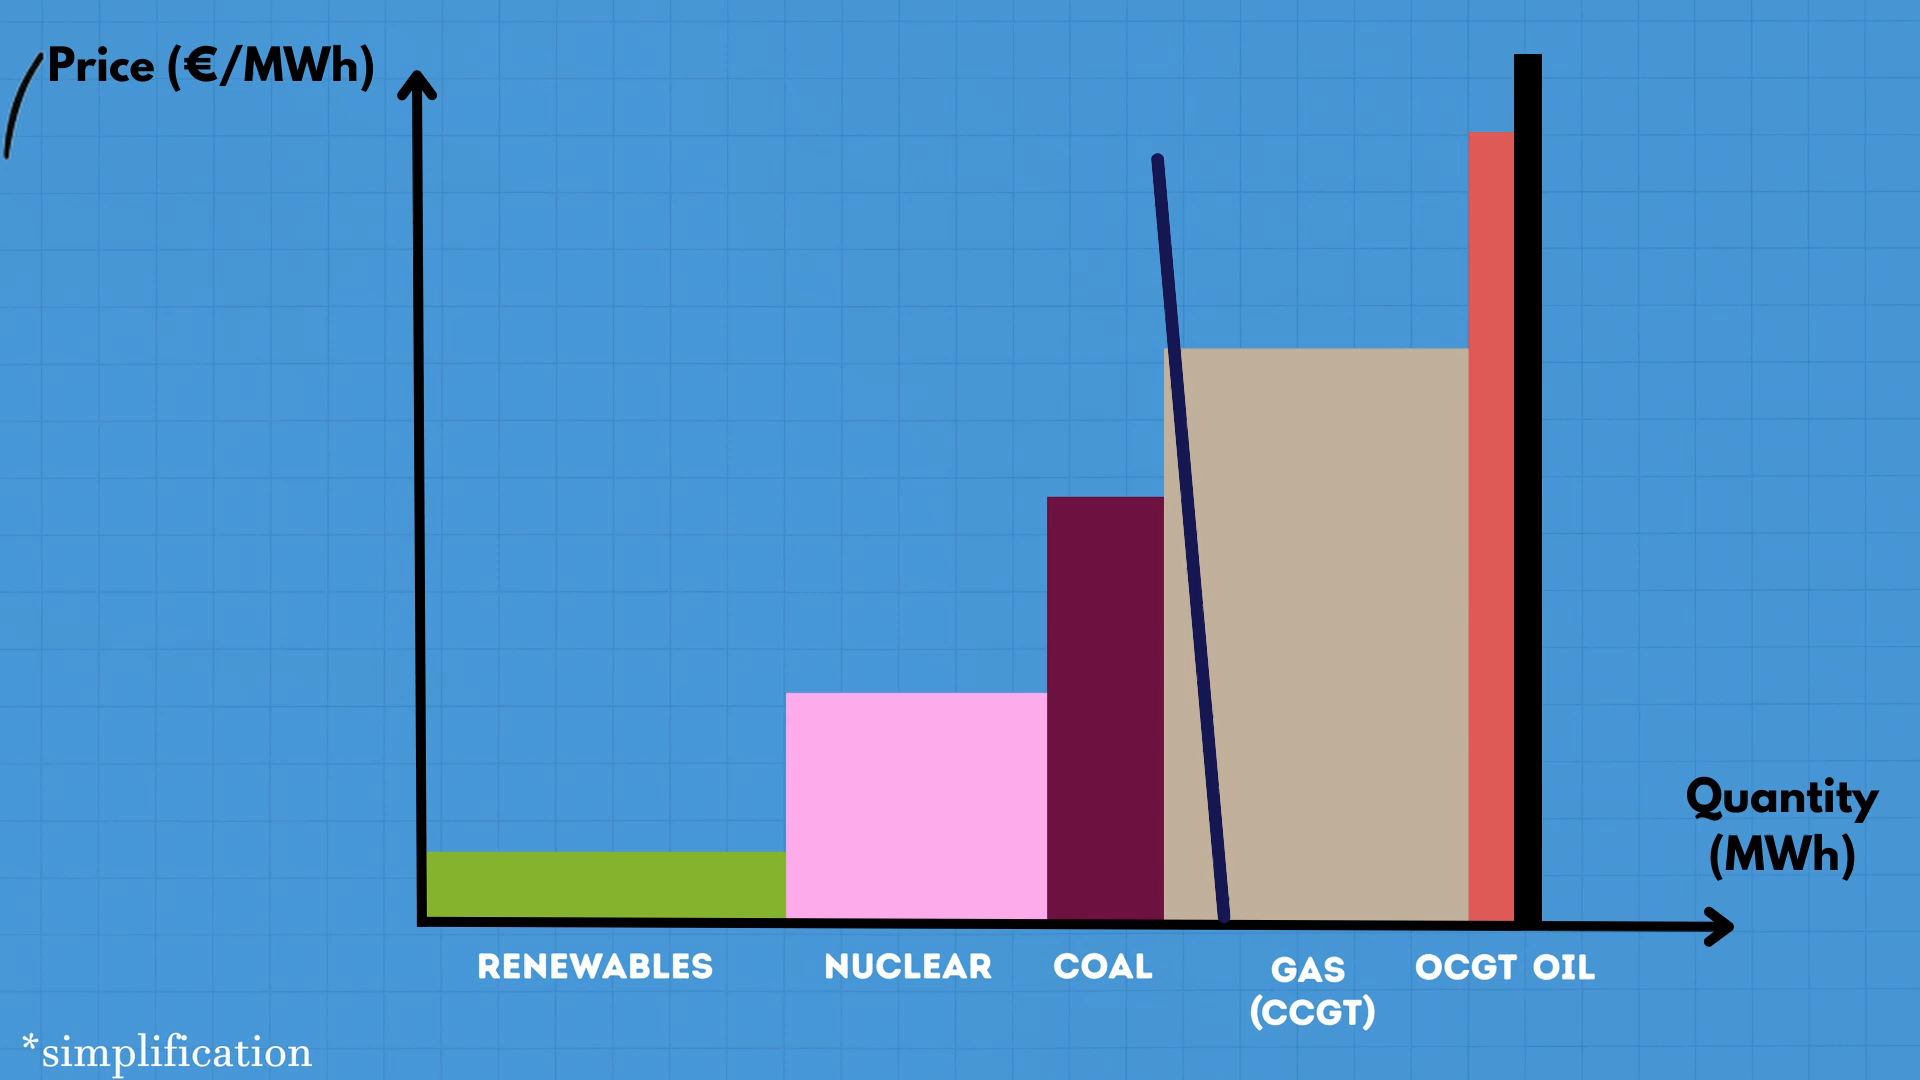 Price (€/MWh)
Quantity
(MWh)
RENEWABLES
NUCLEAR
COAL
GAS
(CCGT)
OCGT
OIL
*simplification